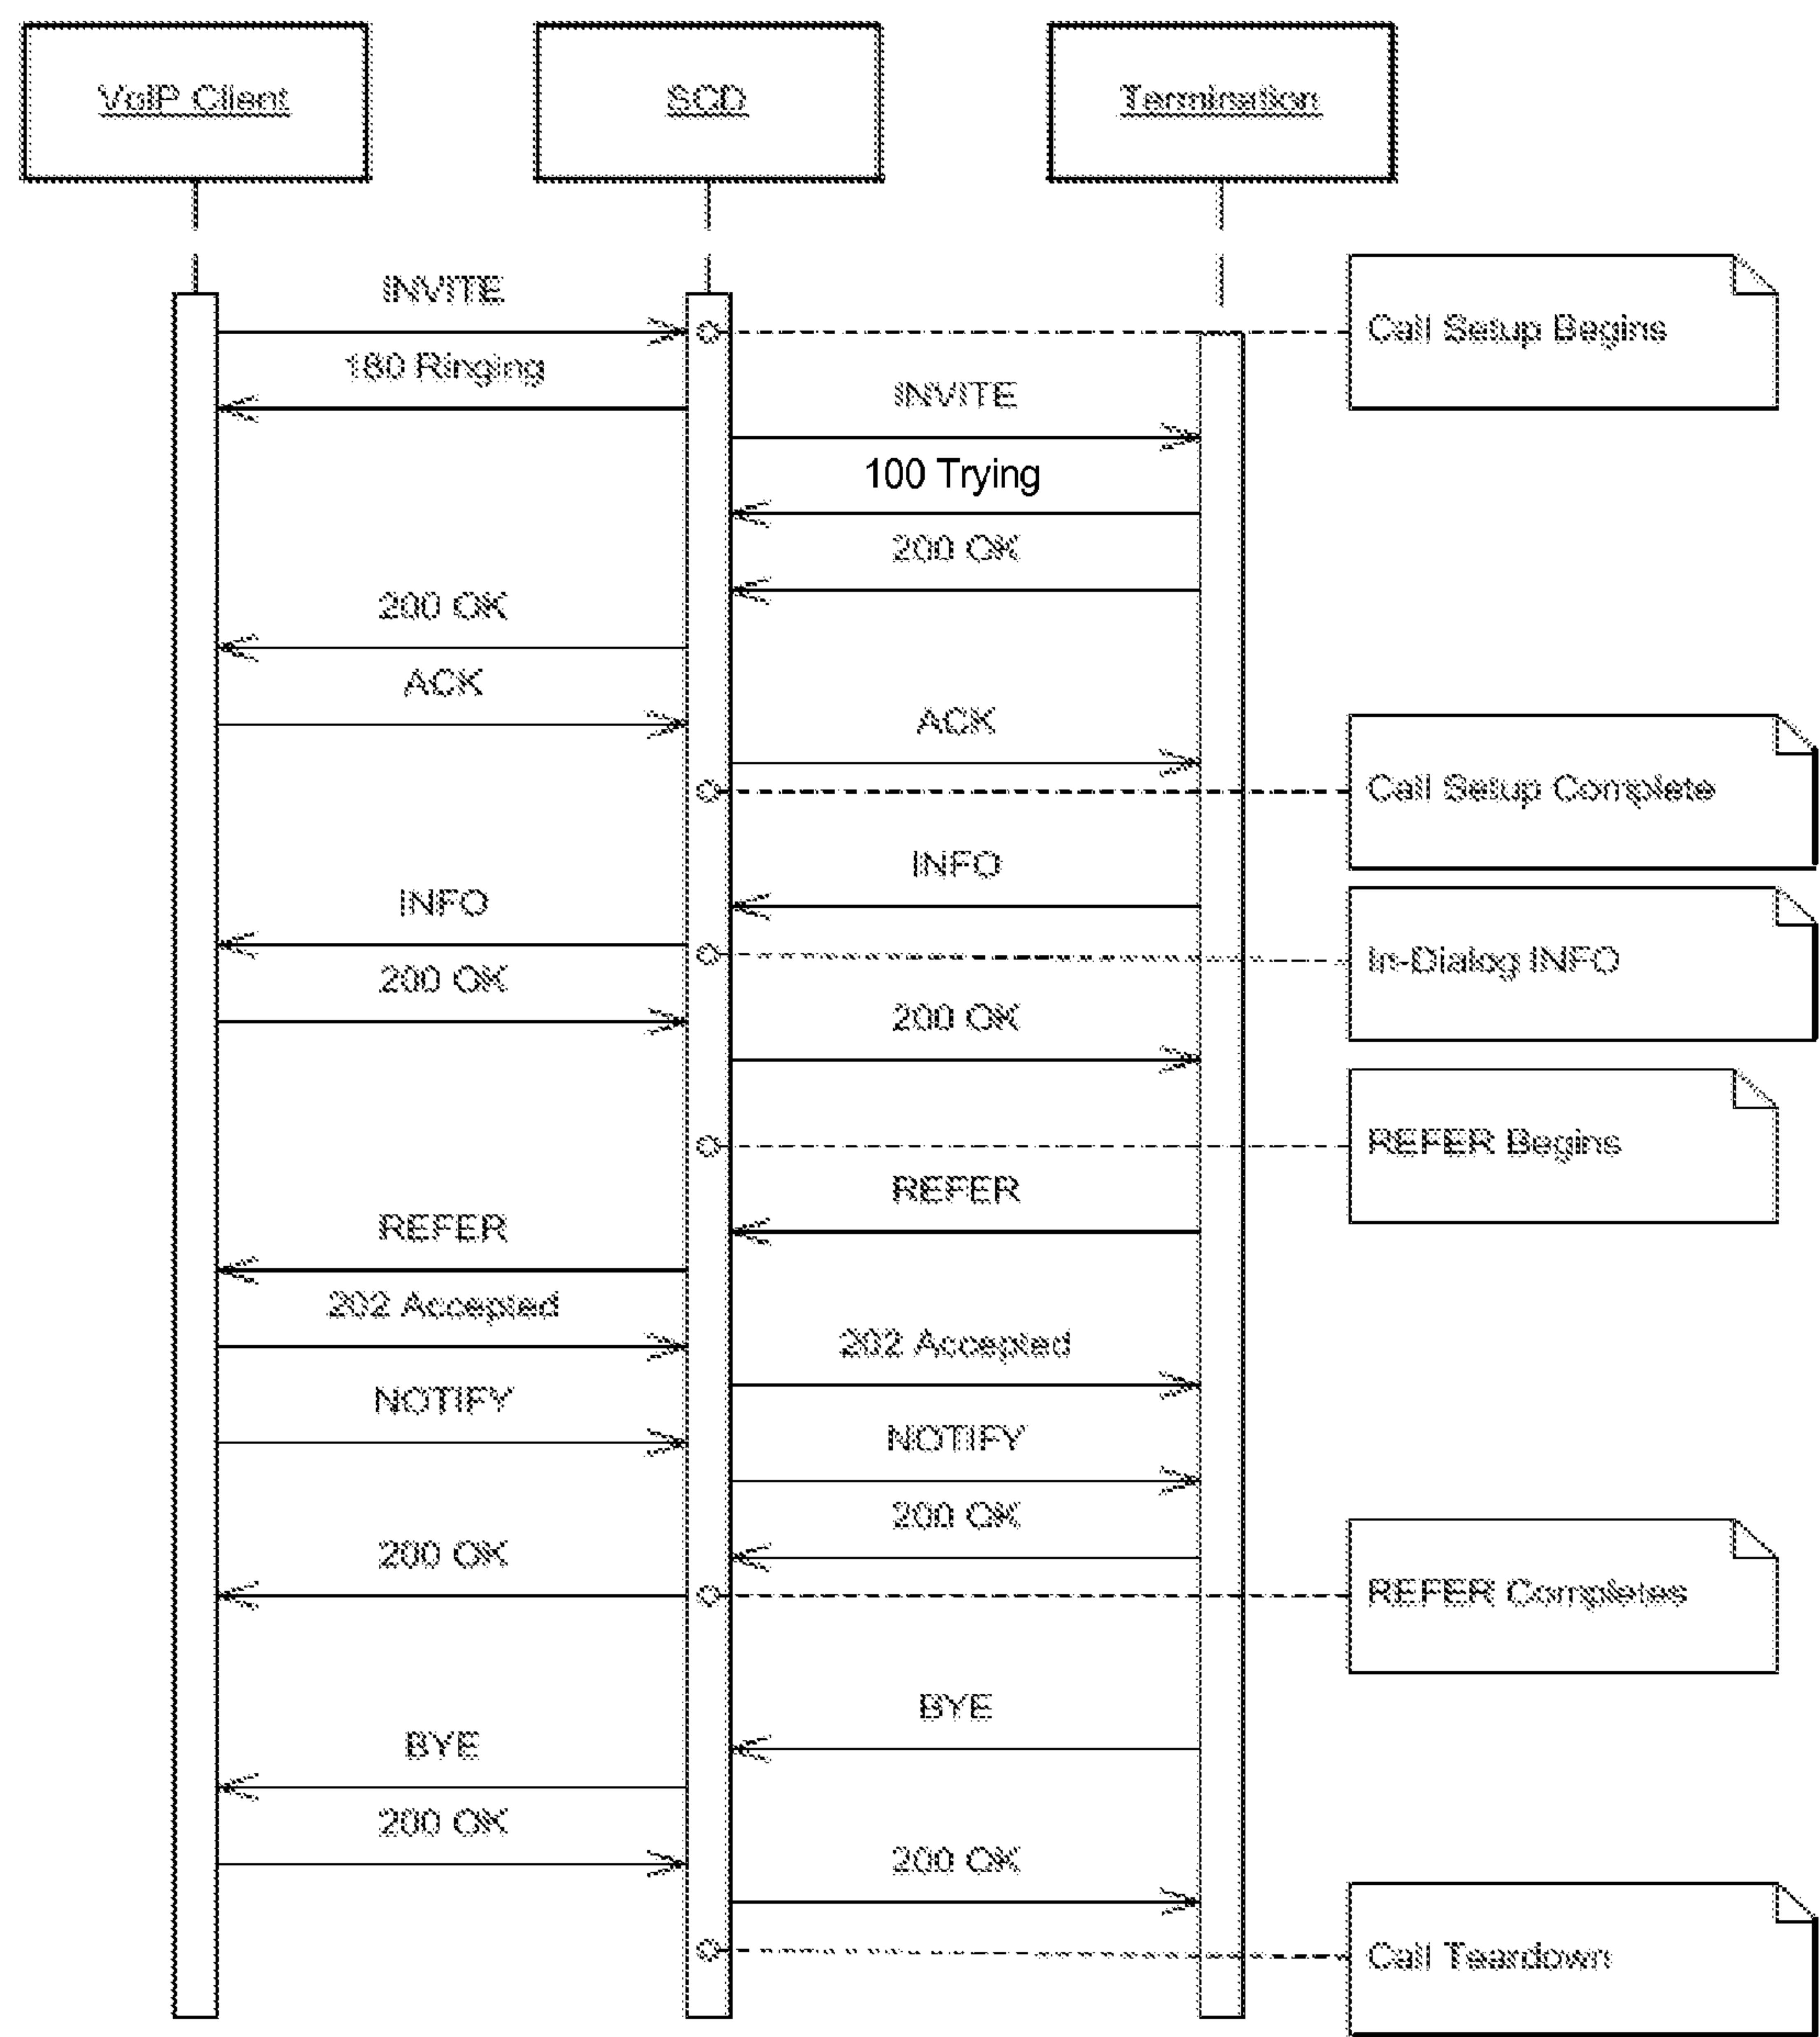 VoIP Client
SCD
Termination
INVITE
Call Setup Begins
180 Ringing
INVITE
100 Trying
200 OK
200 OK
ACK
ACK
Call Setup Complete
INFO
INFO
In-Dialog INFO
200 OK
200 OK
REFER Begins
REFER
REFER
202 Accepted
202 Accepted
NOTIFY
NOTIFY
200 OK
200 OK
REFER Completes
BYE
BYE
200 OK
200 OK
Call Teardown